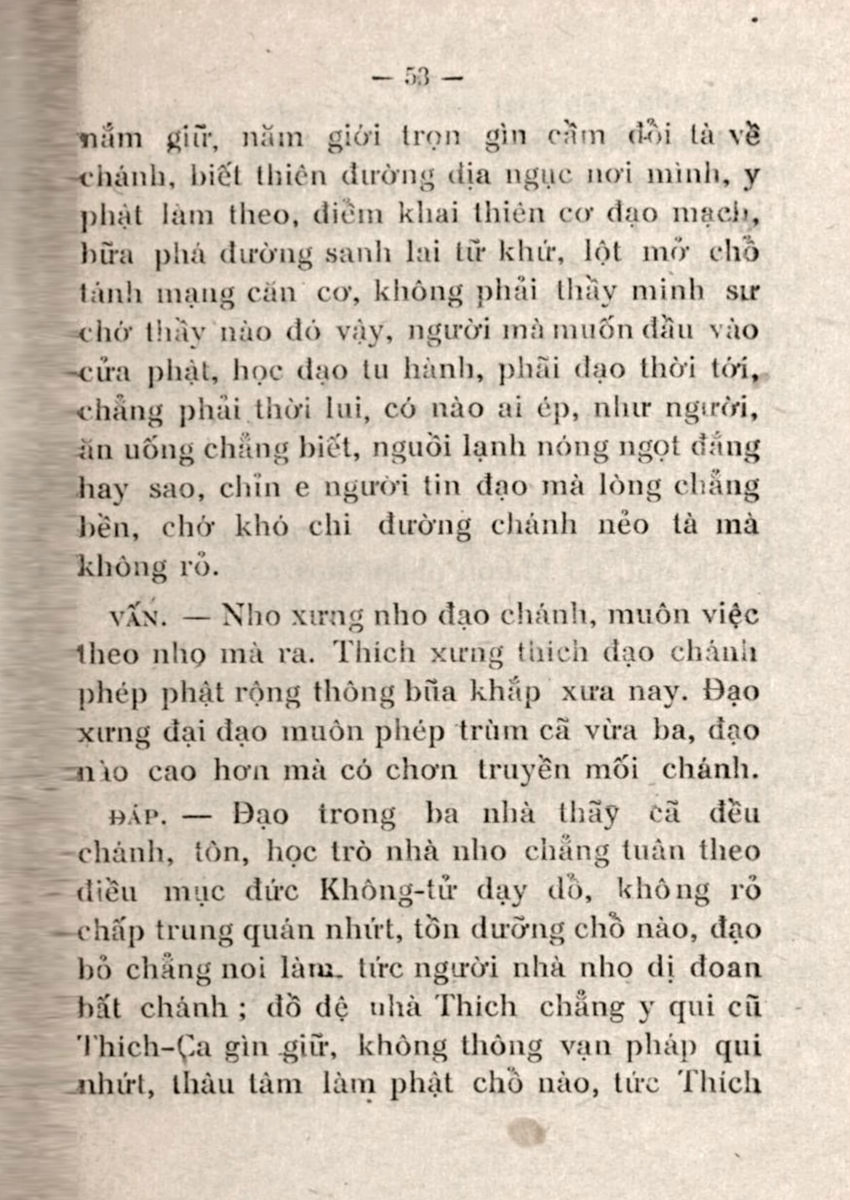 — 53 —
nắm giữ, năm giới trọn gìn cầm đổi tà về
chánh, biết thiên đường địa ngục nơi mình, y
phật làm theo, điểm khai thiên cơ đạo mạch,
bữa phá đường sanh lai tử khứ, lột mở chổ
tánh mạng căn cơ, không phải thầy minh sư
chớ thầy nào đó vậy, người mà muốn đầu vào
cửa phật, học đạo tu hành, phãi đạo thời tới,
chẳng phải thời lui, có nào ai ép, như người,
ăn uống chẳng biết, nguồi lạnh nóng ngọt đắng
hay sao, chỉn e người tin đạo mà lòng chẳng
bền, chớ khó chi đường chánh nẻo tà mà
không rỏ.
VẤN. — Nho xưng nho đạo chánh, muôn việc
theo nhọ mà ra. Thích xưng thích đạo chánh
phép phật rộng thông bũa khắp xưa nay. Đạo
xưng đại đạo muôn phép trùm cã vừa ba, đạo
nào cao hơn mà có chơn truyền mối chánh.
ĐÁP. — Đạo trong ba nhà thãy cã đều
chánh, tôn, học trò nhà nho chẳng tuân theo
điều mục đức Không-tử dạy dổ, không rỏ
chấp trung quán nhứt, tồn dưỡng chổ nào, đạo
bỏ chẳng noi làm. tức người nhà nho dị đoan
bất chánh ; đồ đệ nhà Thích chẳng y qui cũ
Thích-Ca gìn giữ, không thông vạn pháp qui
nhứt, thâu tâm làm phật chổ nào, tức Thích